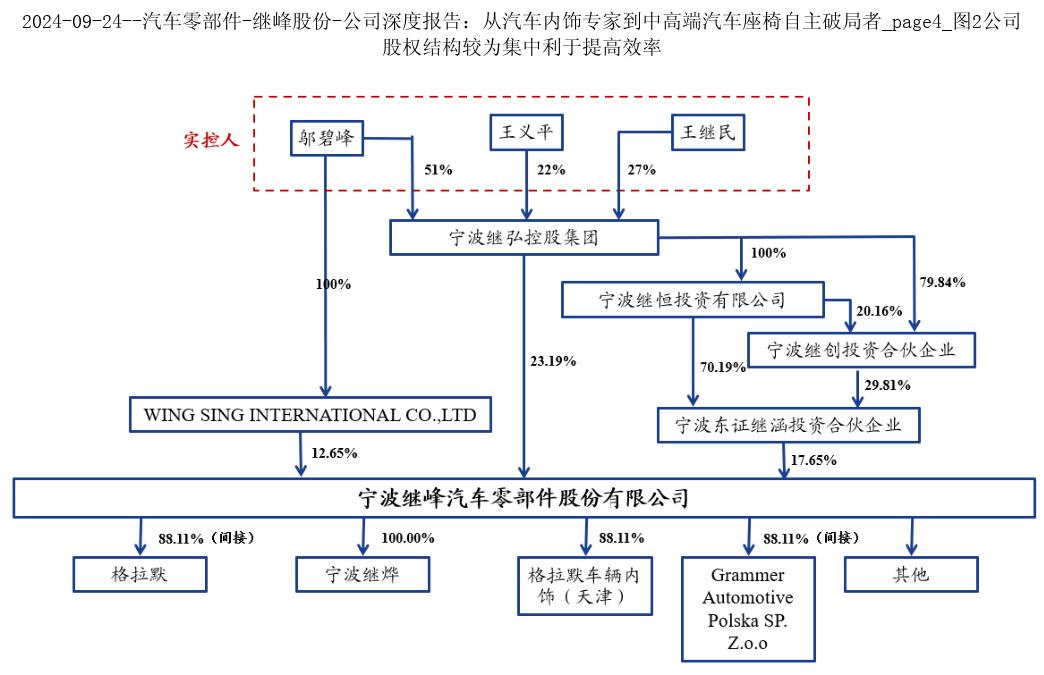 2024-09-24--汽车零部件-继峰股份-公司深度报告：从汽车内饰专家到中高端汽车座椅自主破局者_page4_图2公司
股权结构较为集中利于提高效率
实控人
邬碧峰
王义平
王继民
51%
22%
27%
宁波继弘控股集团
100%
100%
79.84%
宁波继恒投资有限公司
20.16%
宁波继创投资合伙企业
23.19%
70.19%
29.81%
WING SING INTERNATIONAL CO.,LTD
宁波东证继涵投资合伙企业
12.65%
17.65%
宁波继峰汽车零部件股份有限公司
88.11%（间接）
100.00%
88.11%
88.11%（间接）
格拉默
宁波继烨
格拉默车辆内
饰（天津）
Grammer
Automotive
Polska SP.
Z.o.o
其他